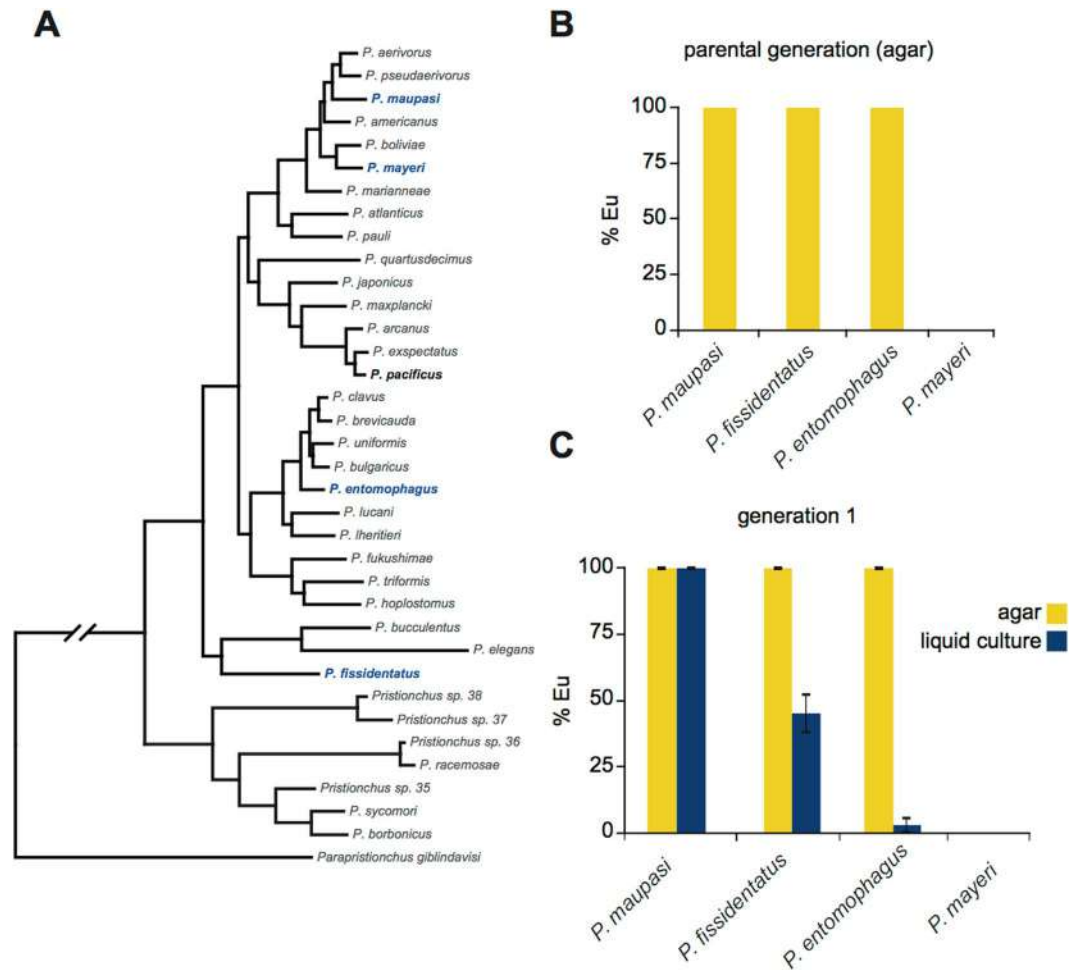 A
P. aerivorus
P. pseudaerivorus
P. maupasi
P. americanus
P. boliviae
P. mayeri
P. marianneae
P. atlanticus
P. pauli
P. quartusdecimus
P. japonicus
P. maxplancki
P. arcanus
P. exspectatus
P. pacificus
P. clavus
P. brevicauda
P. uniformis
P. bulgaricus
P. entomophagus
P. lucani
P. lheritieri
P. fukushimae
P. triformis
P. hoplostomus
P. bucculentus
P. elegans
P. fissidentatus
Pristionchus sp. 38
Pristionchus sp. 37
Pristionchus sp. 36
P. racemosae
Pristionchus sp. 35
P. sycomori
P. borbonicus
Parapristionchus giblindavisi
B
parental generation (agar)
% Eu
100
75
50
25
0
P. maupasi
P. fissidentatus
P. entomophagus
P. mayeri
C
generation 1
% Eu
100
75
50
25
0
agar
liquid culture
P. maupasi
P. fissidentatus
P. entomophagus
P. mayeri